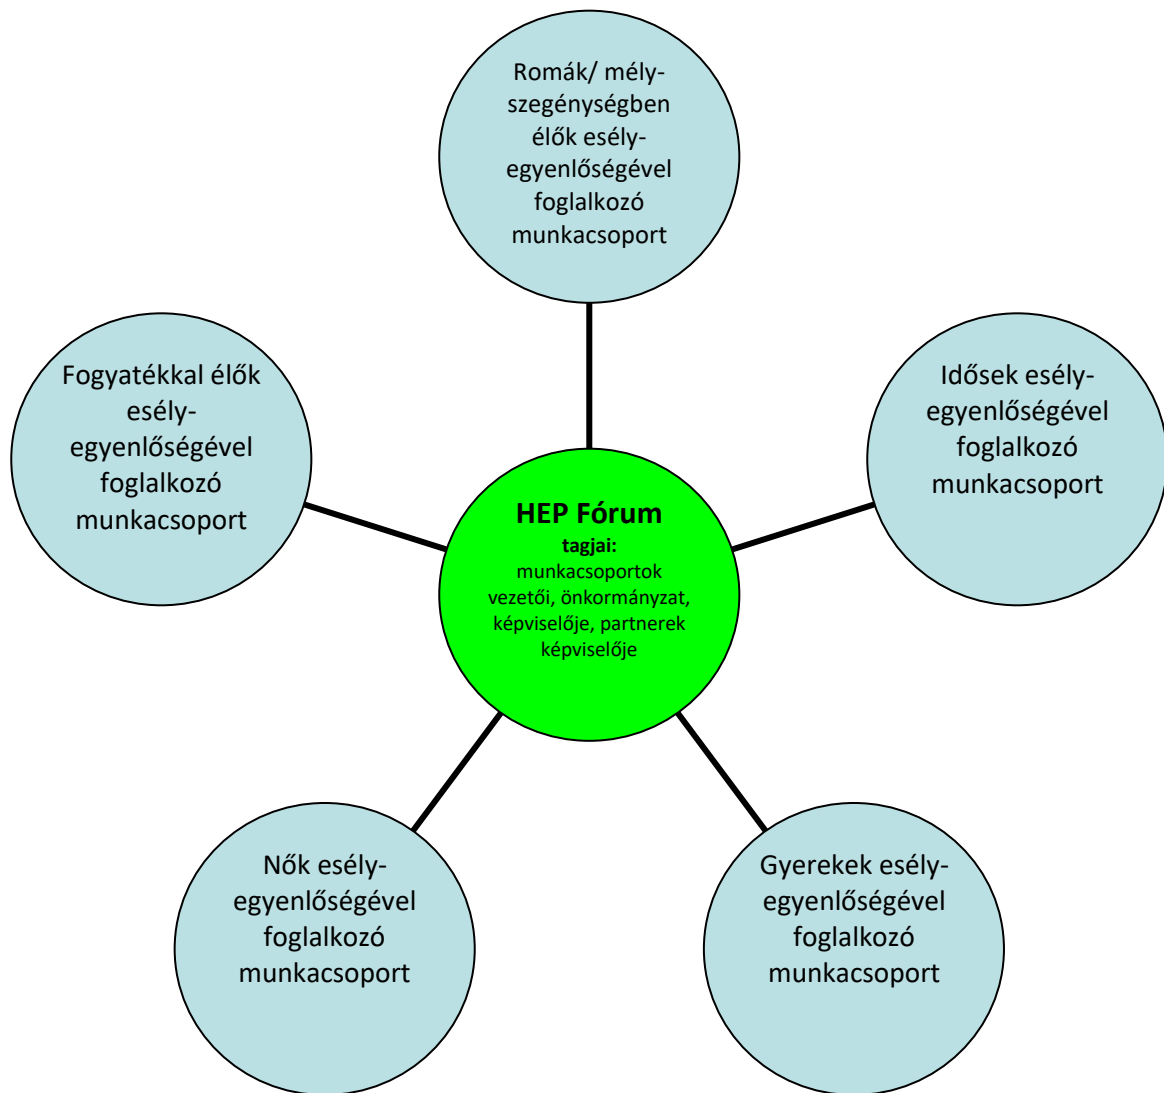 Romák/ mély-
szegénységben
élők esély-
egyenlőségével
foglalkozó
munkacsoport
Fogyatékkal élők
esély-
egyenlőségével
foglalkozó
munkacsoport
Idősek esély-
egyenlőségével
foglalkozó
munkacsoport
HEP Fórum
tagjai:
munkacsoportok
vezetői, önkormányzat,
képviselője, partnerek
képviselője
Nők esély-
egyenlőségével
foglalkozó
munkacsoport
Gyerekek esély-
egyenlőségével
foglalkozó
munkacsoport